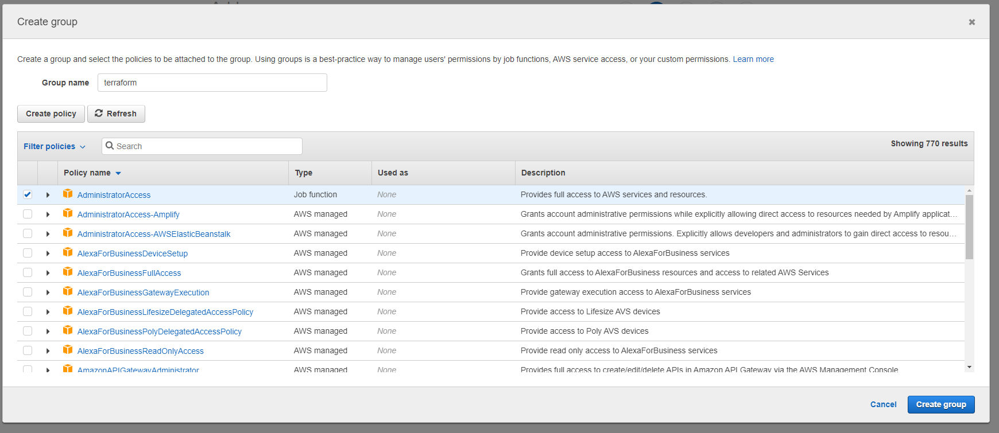 Create group
Create a group and select the policies to be attached to the group. Using groups is a best-practice way to manage users' permissions by job functions, AWS service access, or your custom permissions. Learn more
Group name terraform
Create policy Refresh
Filter policies Search Showing 770 results
Policy name Type Used as Description
AdministratorAccess Job function None Provides full access to AWS services and resources.
AdministratorAccess-Amplify AWS managed None Grants account administrative permissions while explicitly allowing direct access to resources needed by Amplify applicat...
AdministratorAccess-AWSElasticBeanstalk AWS managed None Grants account administrative permissions. Explicitly allows developers and administrators to gain direct access to resou...
AlexaForBusinessDeviceSetup AWS managed None Provide device setup access to AlexaForBusiness services
AlexaForBusinessFullAccess AWS managed None Grants full access to AlexaForBusiness resources and access to related AWS Services
AlexaForBusinessGatewayExecution AWS managed None Provide gateway execution access to AlexaForBusiness services
AlexaForBusinessLifesizeDelegatedAccessPolicy AWS managed None Provide access to Lifesize AVS devices
AlexaForBusinessPolyDelegatedAccessPolicy AWS managed None Provide access to Poly AVS devices
AlexaForBusinessReadOnlyAccess AWS managed None Provide read only access to AlexaForBusiness services
AmazonAPIGatewayAdministrator AWS managed None Provides full access to create/edit/delete APIs in Amazon API Gateway via the AWS Management Console
Cancel Create group